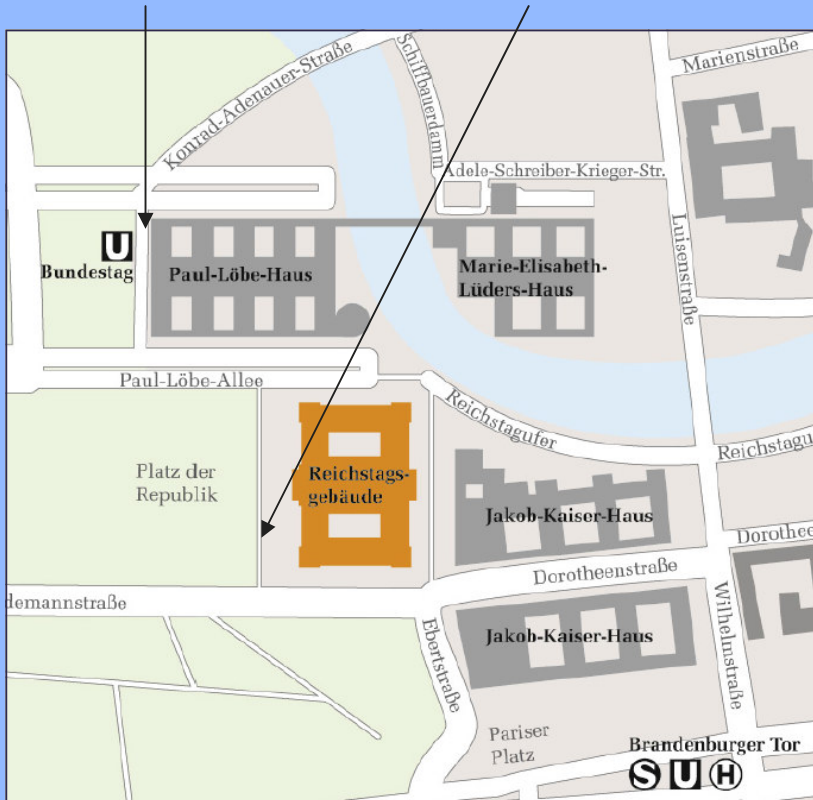 Konrad-Adenauer-Straße
Schiffbauerdamm
Marienstraße
Adele-Schreiber-Krieger-Str.
Luisenstraße
U
Bundestag
Paul-Löbe-Haus
Marie-Elisabeth-
Lüders-Haus
Paul-Löbe-Allee
Reichstagufer
Reichstagu
Platz der
Republik
Reichstags-
gebäude
Jakob-Kaiser-Haus
Dorotheenstraße
Dorothee
demannstraße
Ebertstraße
Jakob-Kaiser-Haus
Wilhelmstraße
Pariser
Platz
Brandenburger Tor
S U H